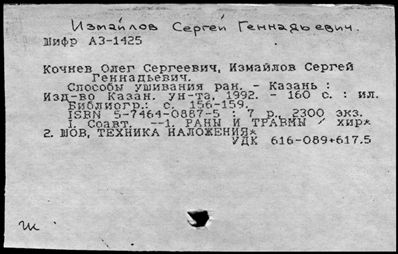 Измайлов Сергей Геннадьевич.
Шифр А3-1425
Кочнев Олег Сергеевич, Измайлов Сергей
Геннадьевич.
Способы ушивания ран. - Казань :
Изд-во Казан. ун-та, 1992. - 160 с. : ил.
Библиогр.: с. 156-159.
ISBN 5-7464-0887-5 : 7 р., 2300 экз.
I. Соавт. --1. РАНЫ И ТРАВМЫ / хир*
2. ШОВ, ТЕХНИКА НАЛОЖЕНИЯ*
УДК 616-089+617.5